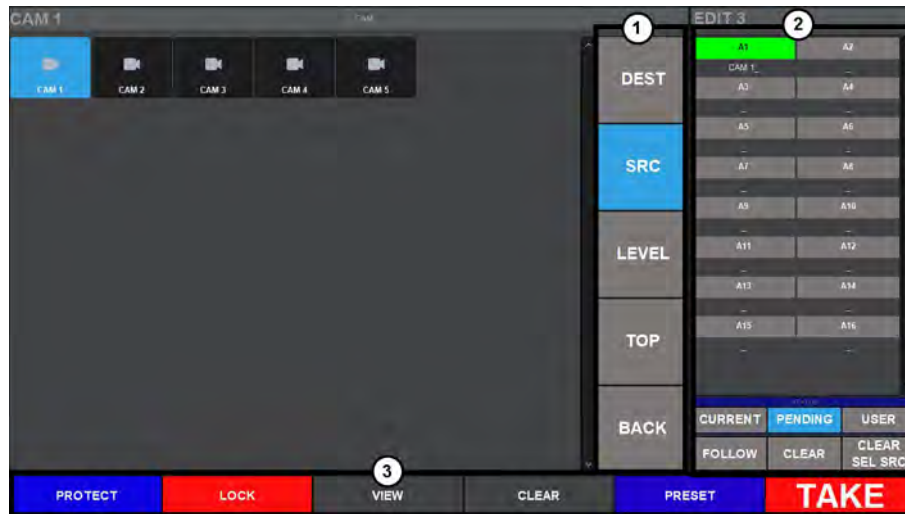 CAM 1
CAM
EDIT 3
1
2
CAM 1
CAM 2
CAM 3
CAM 4
CAM 5
DEST
SRC
LEVEL
TOP
BACK
A1 A2
CAM 1_ _
A3 A4
_ _
A5 A6
_ _
A7 A8
_ _
A9 A10
_ _
A11 A12
_ _
A13 A14
_ _
A15 A16
_ _
CURRENT PENDING USER
FOLLOW CLEAR CLEAR
SEL SRC
3
PROTECT LOCK VIEW CLEAR PRESET TAKE